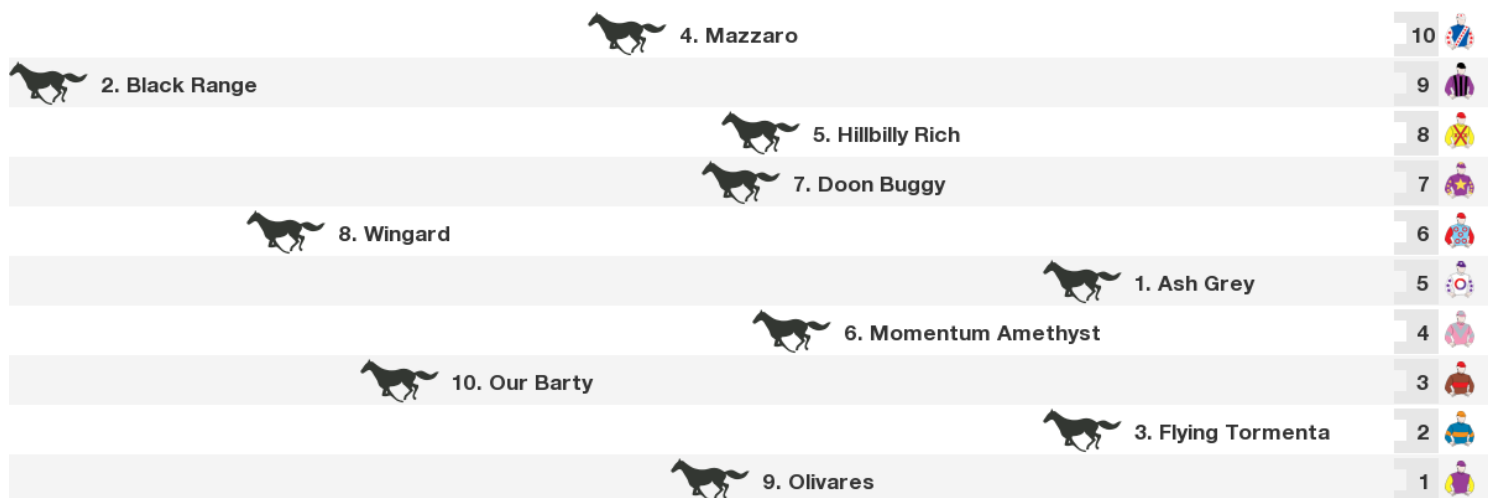 4. Mazzaro 10
2. Black Range 9
5. Hillbilly Rich 8
7. Doon Buggy 7
8. Wingard 6
1. Ash Grey 5
6. Momentum Amethyst 4
10. Our Barty 3
3. Flying Tormenta 2
9. Olivares 1